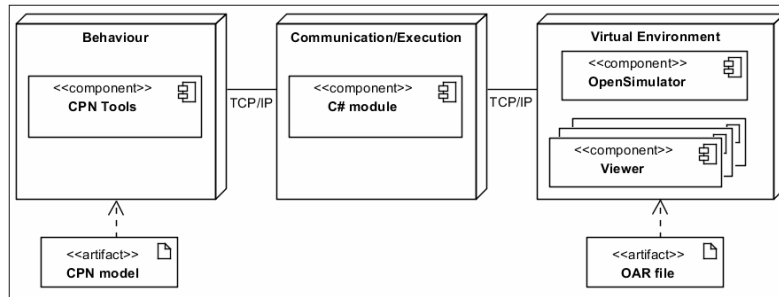 Behaviour
<<component>>
CPN Tools
TCP/IP
Communication/Execution
<<component>>
C# module
TCP/IP
Virtual Environment
<<component>>
OpenSimulator
<<component>>
Viewer
<<artifact>>
CPN model
<<artifact>>
OAR file